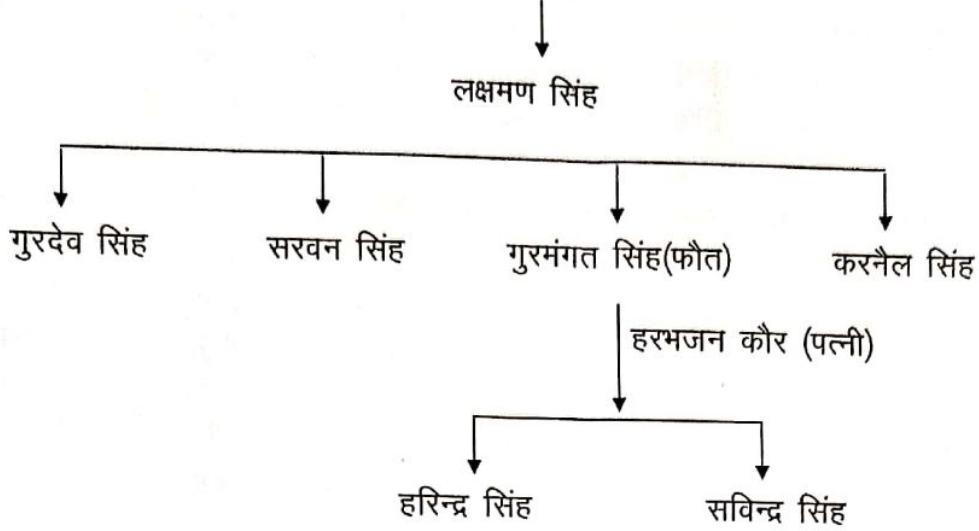 लक्षमण सिंह
गुरदेव सिंह सरवन सिंह गुरमंगत सिंह(फौत) करनैल सिंह
हरभजन कौर (पत्नी)
हरिन्द्र सिंह सविन्द्र सिंह